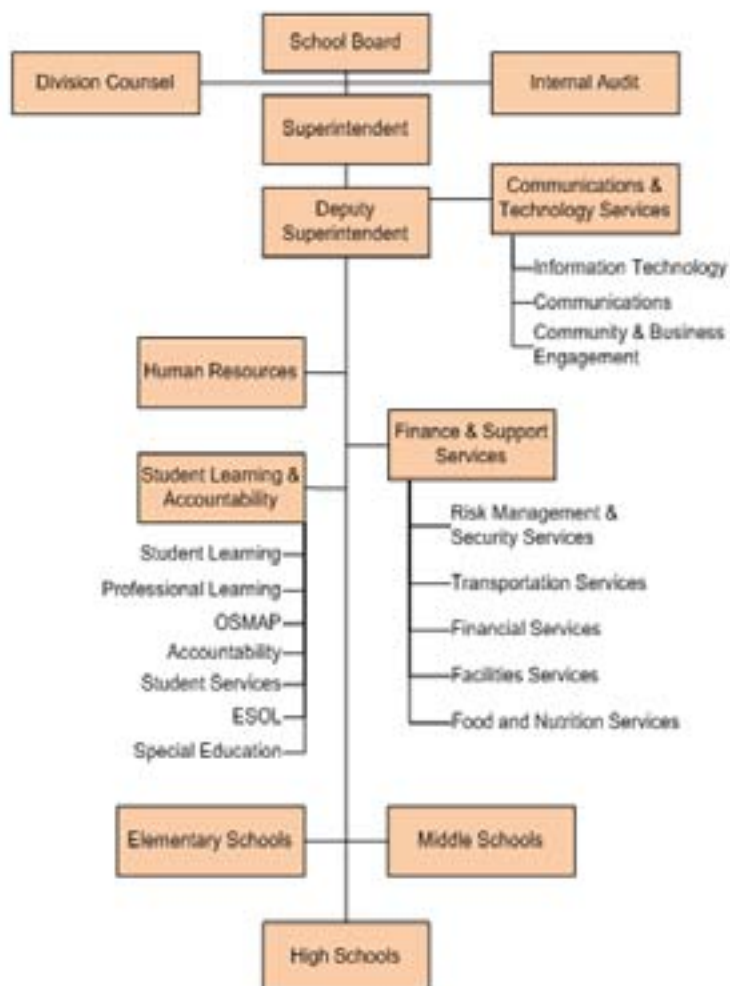 School Board
Division Counsel
Internal Audit
Superintendent
Deputy
Superintendent
Communications &
Technology Services
Information Technology
Communications
Community & Business
Engagement
Human Resources
Finance & Support
Services
Risk Management &
Security Services
Transportation Services
Financial Services
Facilities Services
Food and Nutrition Services
Student Learning &
Accountability
Student Learning
Professional Learning
OSMAP
Accountability
Student Services
ESOL
Special Education
Elementary Schools
Middle Schools
High Schools